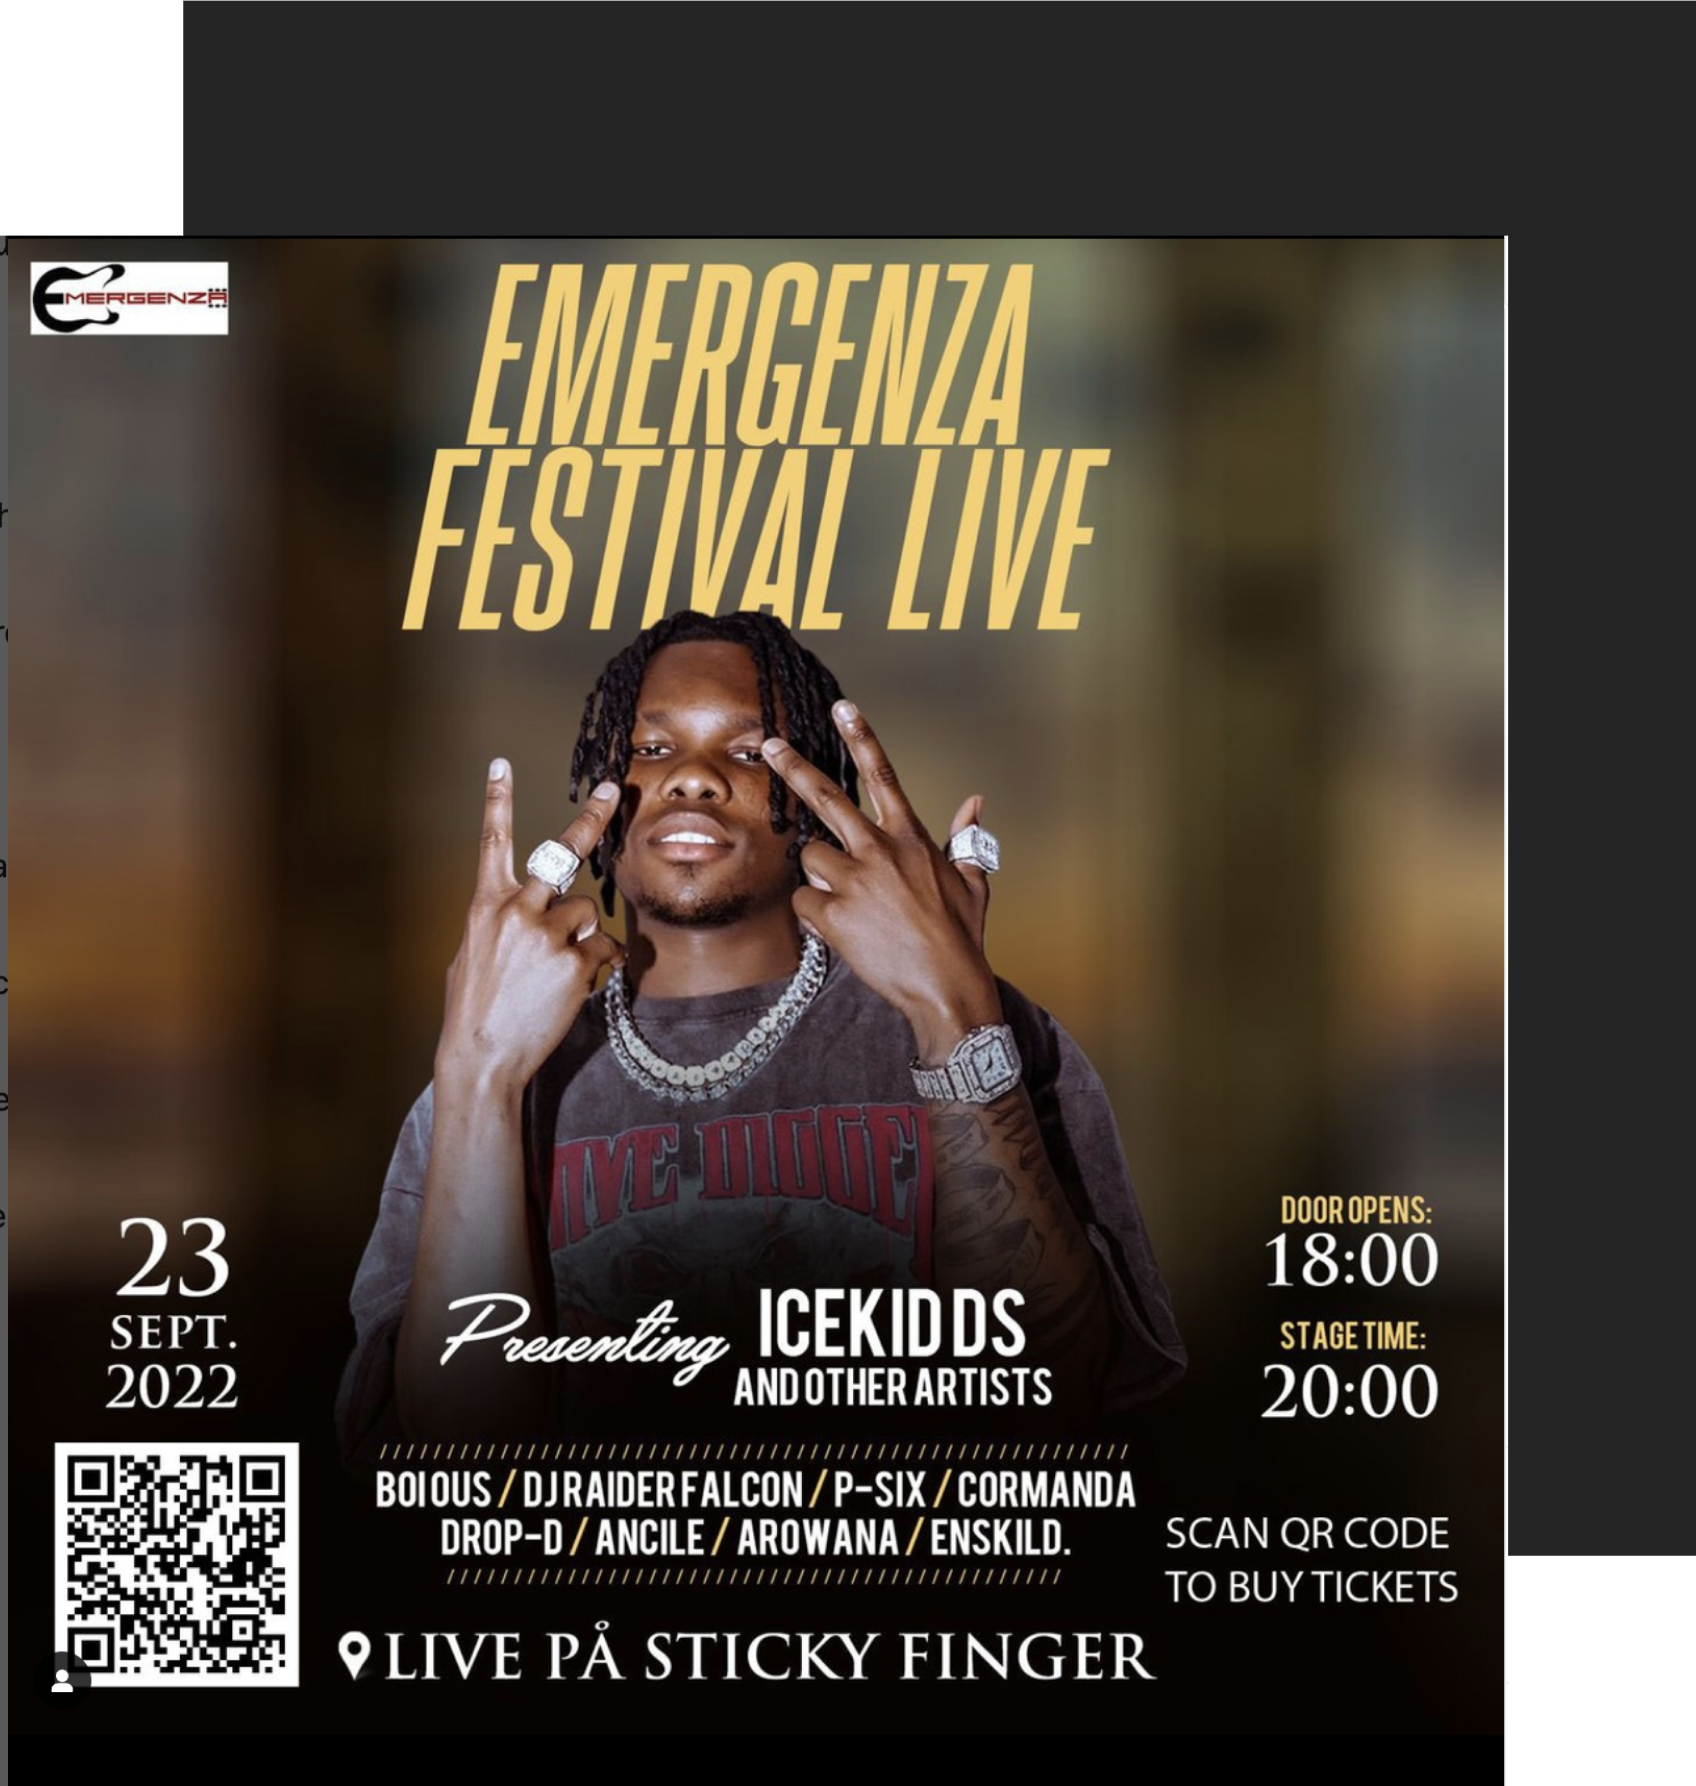 EMERGENZA
EMERGENZA
FESTIVAL LIVE
23
SEPT.
2022
DOOR OPENS:
18:00
STAGE TIME:
20:00
Presenting ICEKIDDS
AND OTHER ARTISTS
BOIOUS / DJ RAIDER FALCON / P-SIX / CORMANDA
DROP-D / ANCILE / AROWANA / ENSKILD.
SCAN QR CODE
TO BUY TICKETS
LIVE PÅ STICKY FINGER